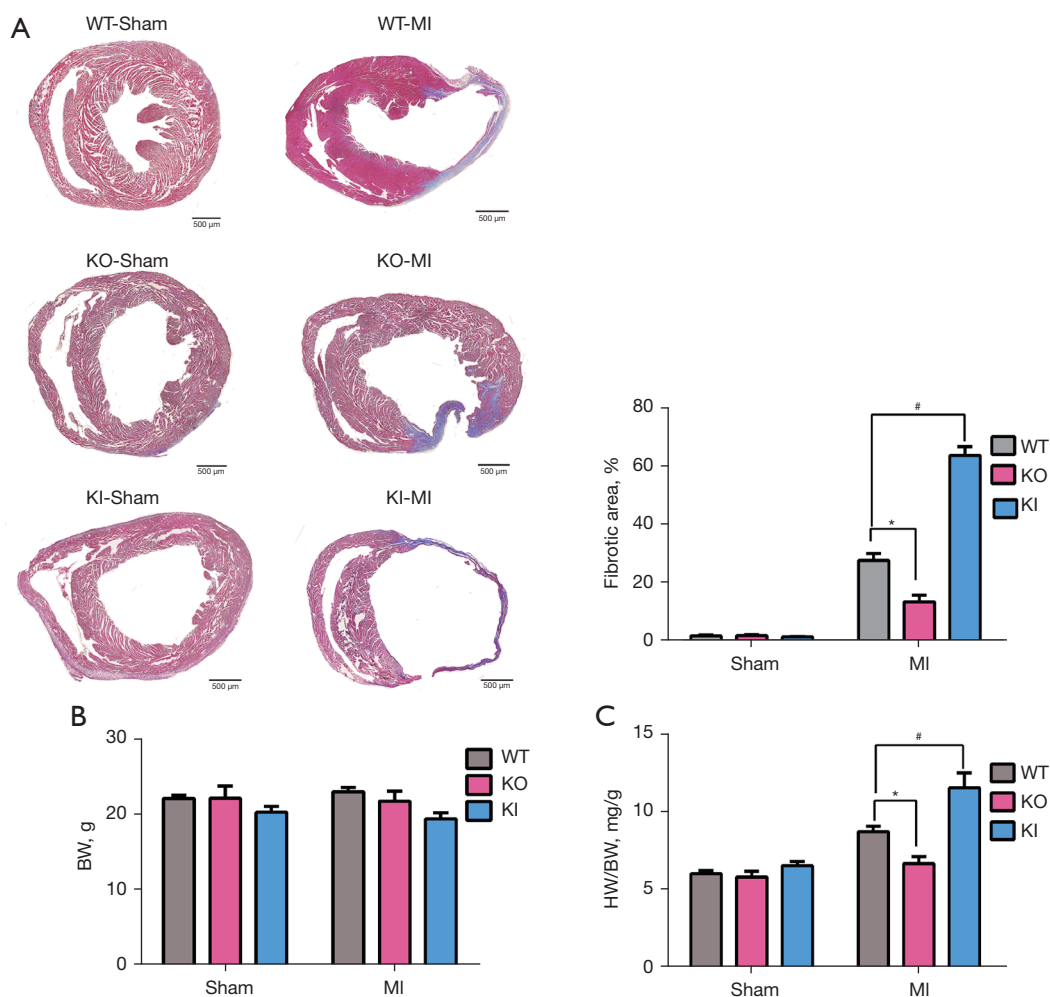 A
WT-Sham
WT-MI
500 µm
500 µm
KO-Sham
KO-MI
500 µm
500 µm
KI-Sham
KI-MI
500 µm
500 µm
Fibrotic area, %
80
60
40
20
0
#
*
Sham
MI
WT
KO
KI
B
BW, g
30
20
10
0
Sham
MI
WT
KO
KI
C
HW/BW, mg/g
15
10
5
0
#
*
Sham
MI
WT
KO
KI